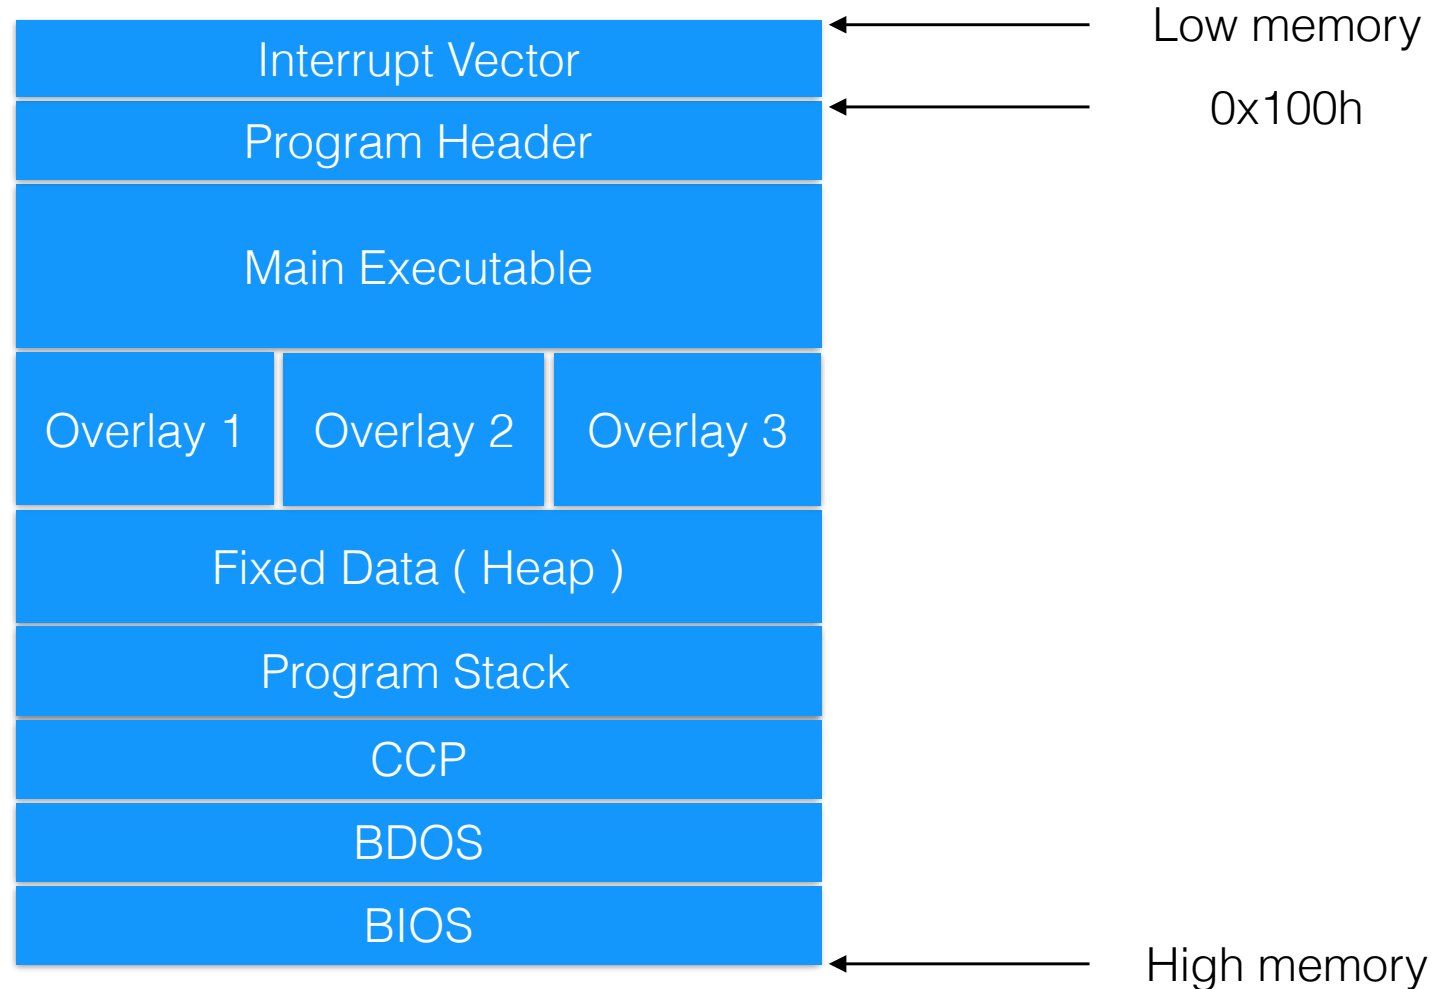 Low memory
Interrupt Vector
0x100h
Program Header
Main Executable
Overlay 1
Overlay 2
Overlay 3
Fixed Data ( Heap )
Program Stack
CCP
BDOS
BIOS
High memory